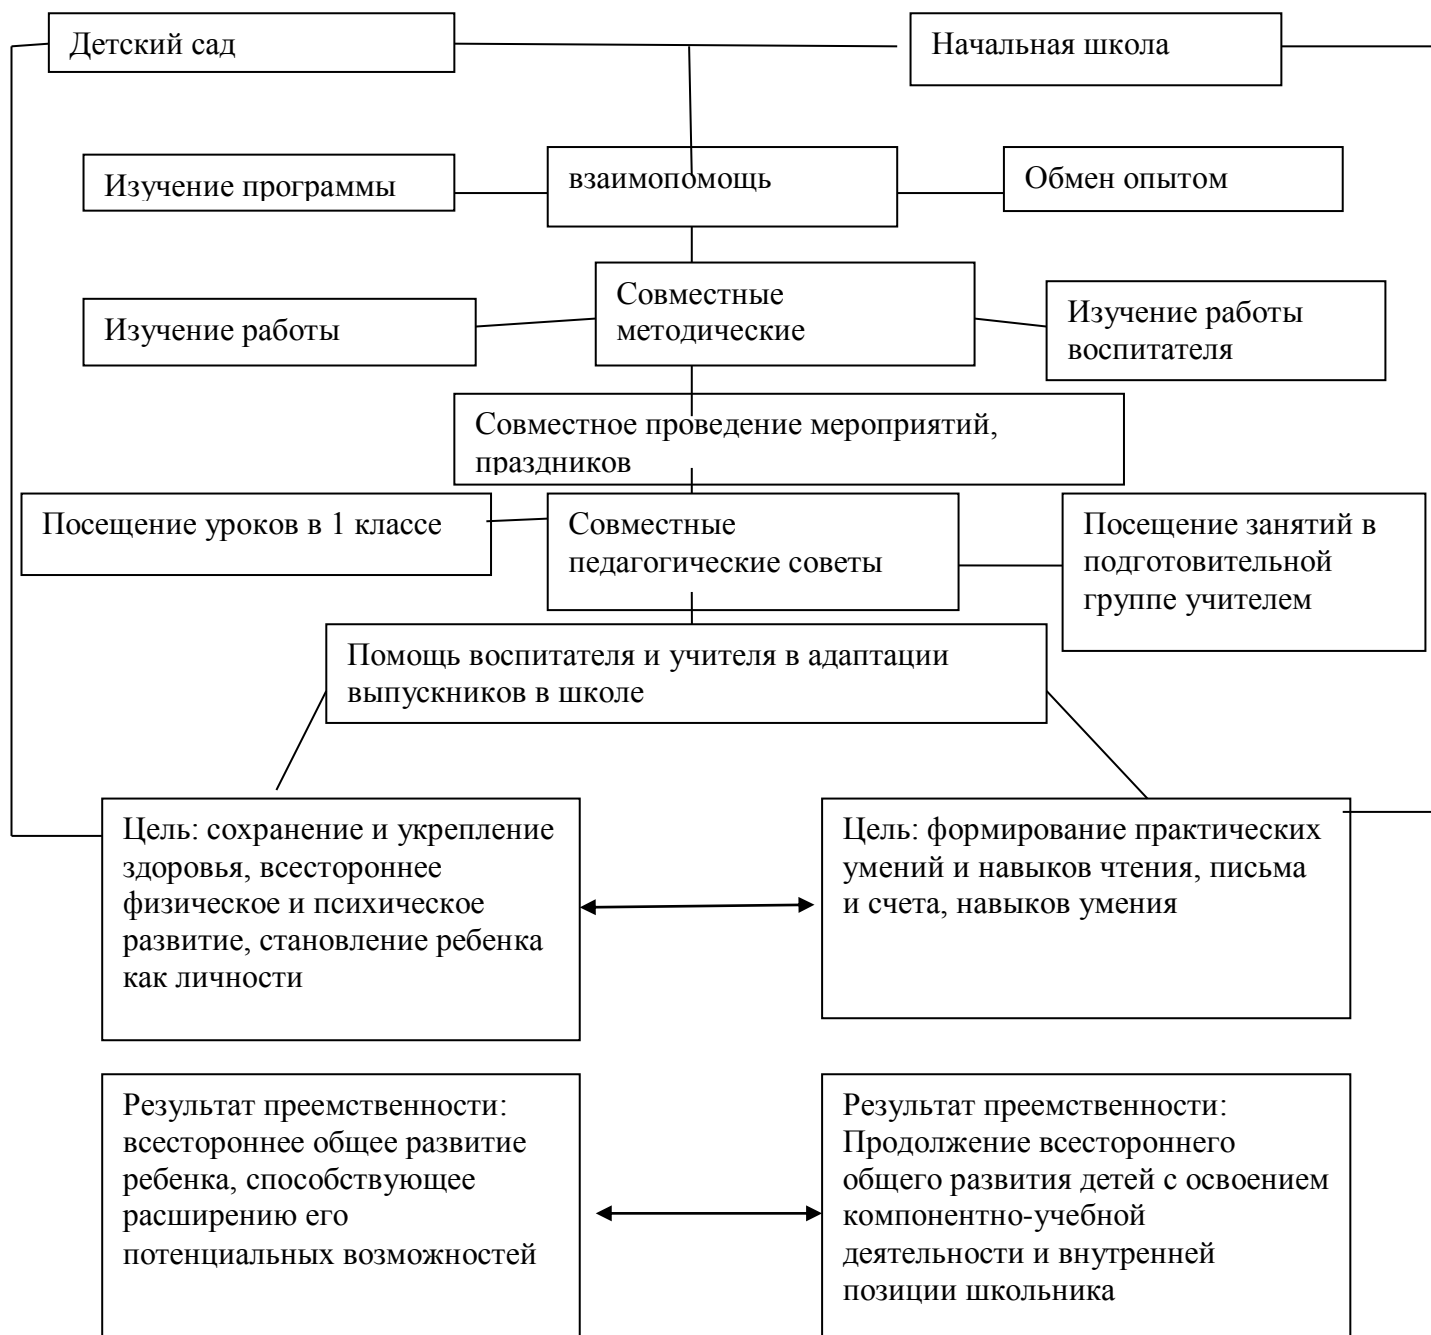 Детский сад
Начальная школа
Изучение программы
взаимопомощь
Обмен опытом
Изучение работы
Совместные
методические
Изучение работы
воспитателя
Совместное проведение мероприятий,
праздников
Посещение уроков в 1 классе
Совместные
педагогические советы
Посещение занятий в
подготовительной
группе учителем
Помощь воспитателя и учителя в адаптации
выпускников в школе
Цель: сохранение и укрепление
здоровья, всестороннее
физическое и психическое
развитие, становление ребенка
как личности
Цель: формирование практических
умений и навыков чтения, письма
и счета, навыков умения
Результат преемственности:
всестороннее общее развитие
ребенка, способствующее
расширению его
потенциальных возможностей
Результат преемственности:
Продолжение всестороннего
общего развития детей с освоением
компонентно-учебной
деятельности и внутренней
позиции школьника